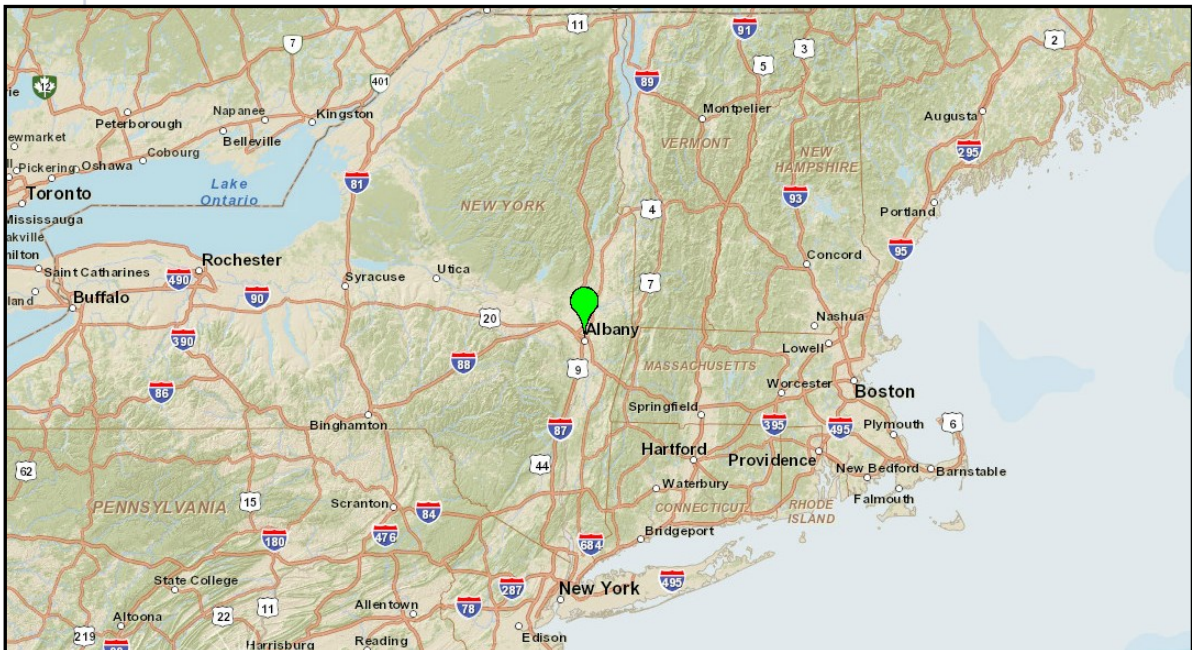 11
91
3
2
7
5
12
401
89
rie
Peterborough
Napanee
Kingston
Montpelier
Augusta
Belleville
ewmarket
VERMONT
NEW
HAMPSHIRE
295
Cobourg
Pickering
Oshawa
Lake
Ontario
81
93
Toronto
NEW YORK
4
Portland
Mississauga
akville
95
milton
Saint Catharines
Rochester
Concord
490
Syracuse
Utica
7
land
Buffalo
90
20
Nashua
Albany
390
Lowell
88
9
MASSACHUSETTS
86
Worcester
Boston
Springfield
Binghamton
87
395
495
Plymouth
6
Hartford
Providence
44
62
New Bedford
Barnstable
Waterbury
Falmouth
15
PENNSYLVANIA
Scranton
84
CONNECTICUT
RHODE
ISLAND
180
476
684
Bridgeport
State College
287
New York
495
11
22
Allentown
78
Altoona
219
Harrisburg
Reading
Edison